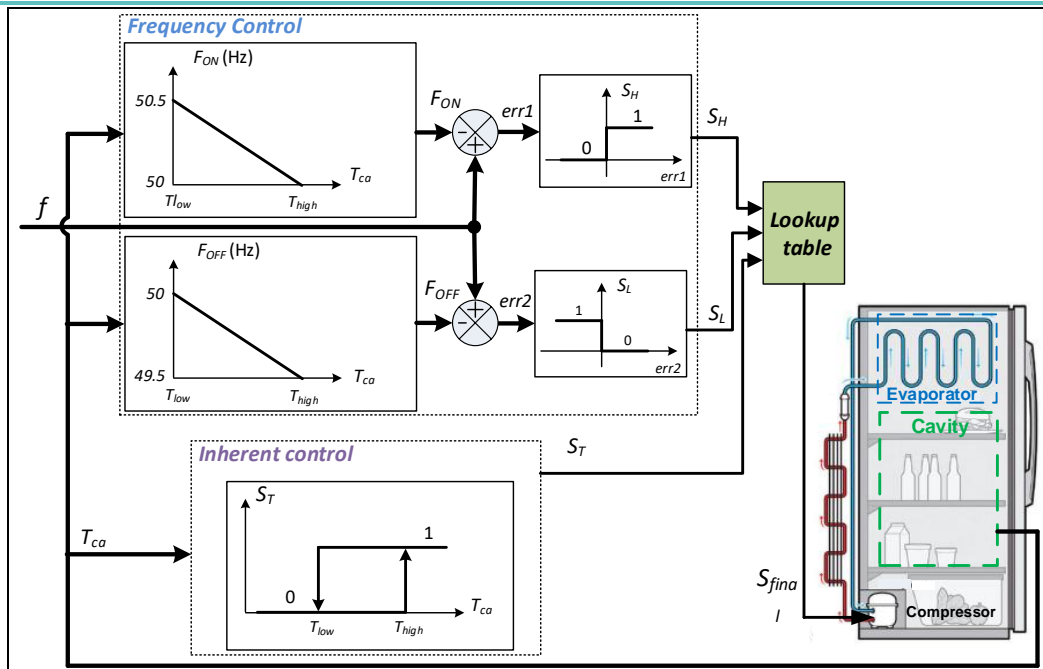 Frequency Control
F_ON (Hz)
50.5
50
Tl_ow
T_high
T_ca
F_ON
-
+
err1
S_H
1
0
err1
S_H
f
F_OFF (Hz)
50
49.5
T_low
T_high
T_ca
F_OFF
+
-
err2
S_L
1
0
err2
S_L
Lookup
table
Inherent control
S_T
1
0
T_low
T_high
T_ca
S_T
T_ca
S_fina
l
Evaporator
Cavity
Compressor